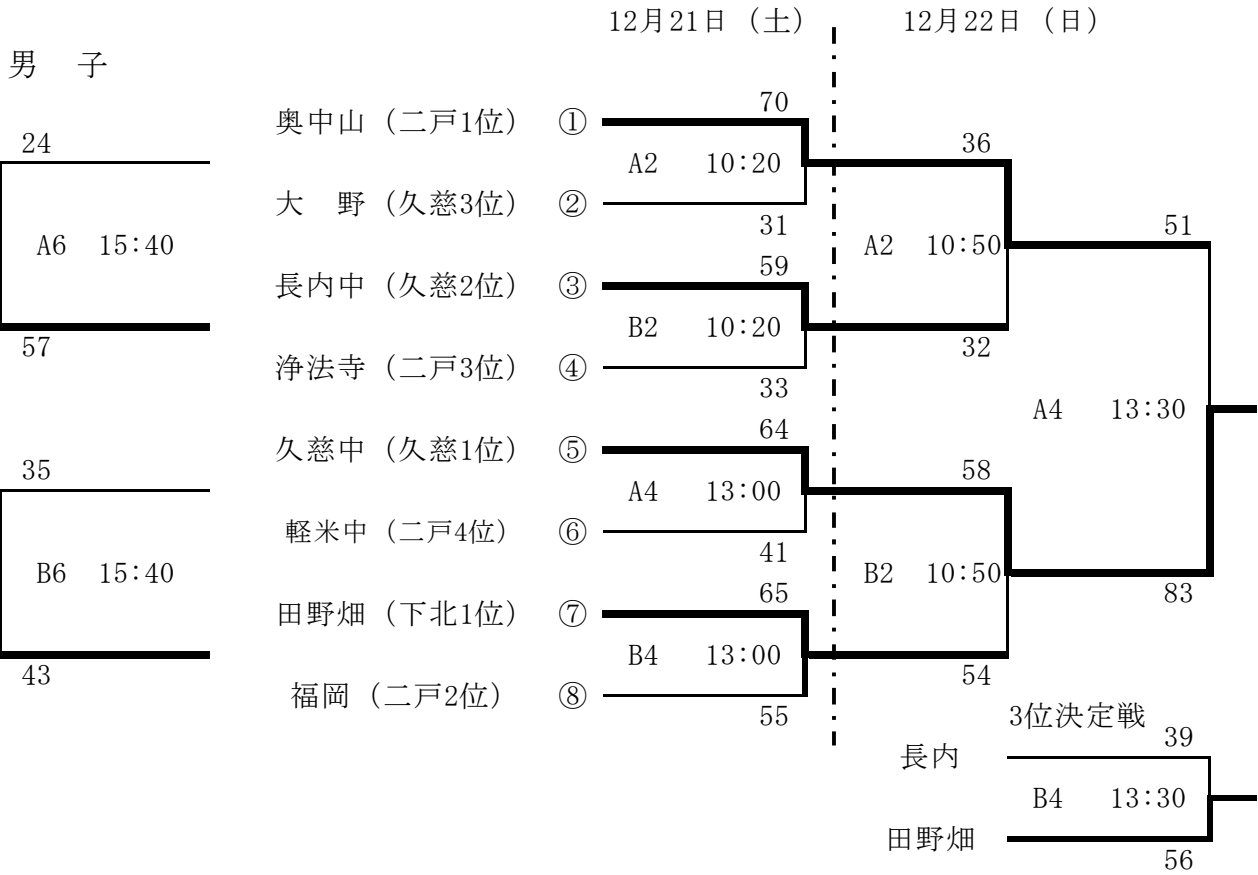 12月21日（土）
12月22日（日）
男　子
24
A6 15:40
57
35
B6 15:40
43
奥中山（二戸1位） ①
70
A2 10:20
大　野（久慈3位） ②
31
長内中（久慈2位） ③
59
B2 10:20
浄法寺（二戸3位） ④
33
久慈中（久慈1位） ⑤
64
A4 13:00
軽米中（二戸4位） ⑥
41
田野畑（下北1位） ⑦
65
B4 13:00
福岡（二戸2位） ⑧
55
36
A2 10:50
32
58
B2 10:50
54
51
A4 13:30
83
3位決定戦
39
長内
B4 13:30
田野畑
56